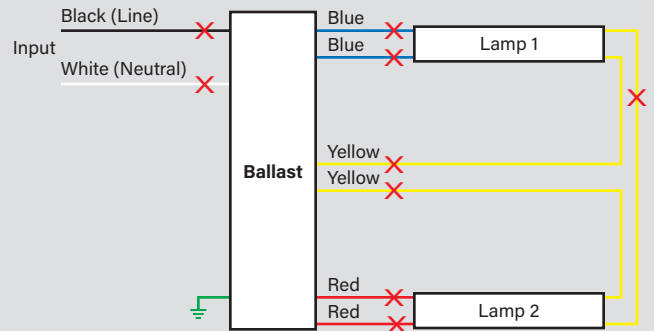 Black (Line)
Input
White (Neutral)
Ballast
Blue
Blue
Lamp 1
Yellow
Yellow
Red
Red
Lamp 2